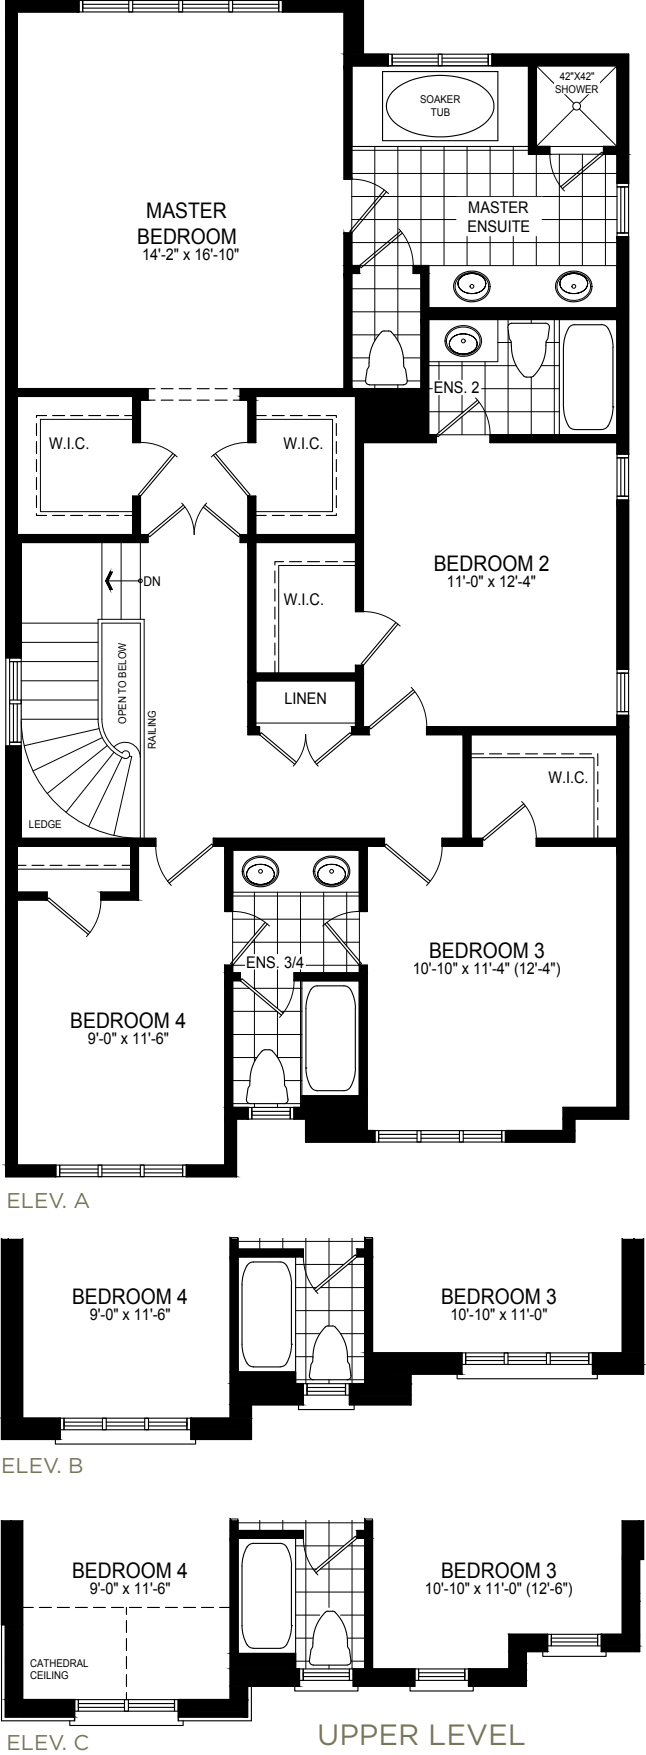 42"X42"
SHOWER
SOAKER
TUB
MASTER
BEDROOM
14'-2" x 16'-10"
MASTER
ENSUITE
ENS. 2
W.I.C.
W.I.C.
BEDROOM 2
11'-0" x 12'-4"
DN
W.I.C.
OPEN TO BELOW
RAILING
LINEN
W.I.C.
LEDGE
BEDROOM 3
10'-10" x 11'-4" (12'-4")
ENS. 3/4
BEDROOM 4
9'-0" x 11'-6"
ELEV. A
BEDROOM 4
9'-0" x 11'-6"
BEDROOM 3
10'-10" x 11'-0"
ELEV. B
BEDROOM 4
9'-0" x 11'-6"
BEDROOM 3
10'-10" x 11'-0" (12'-6")
CATHEDRAL
CEILING
ELEV. C
UPPER LEVEL